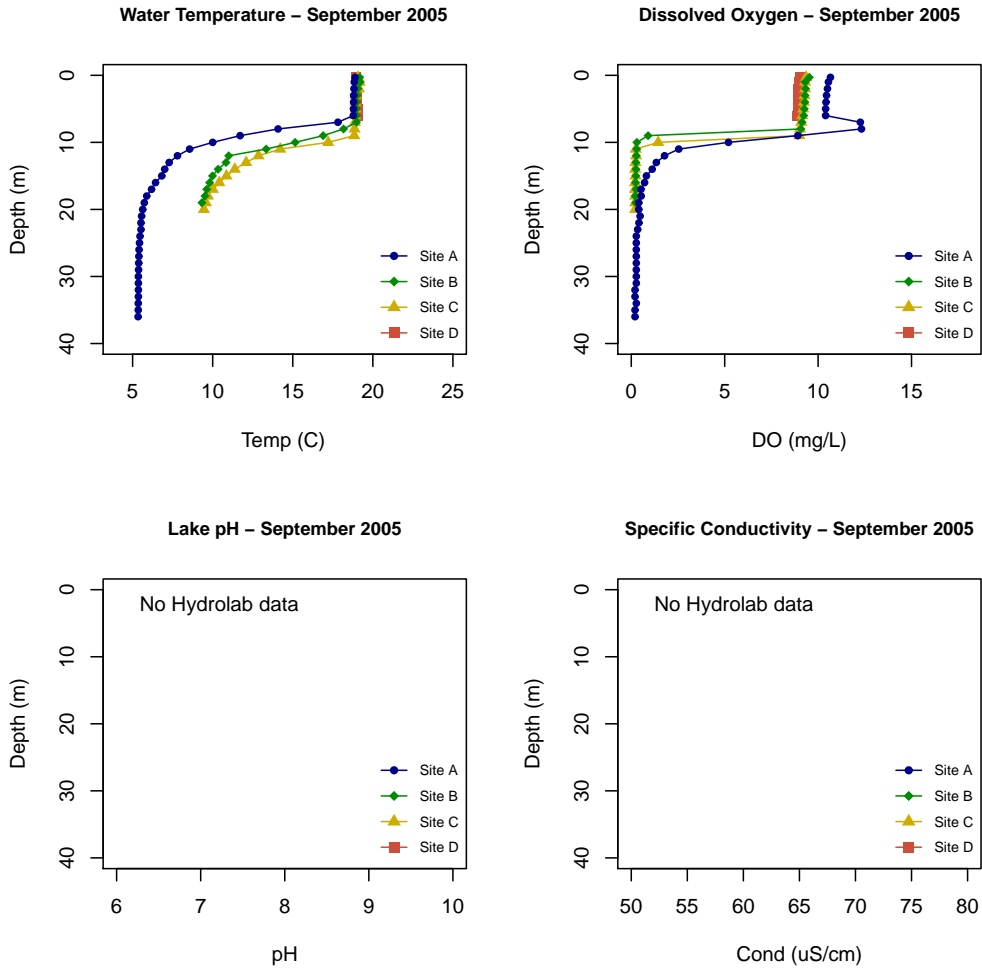 Water Temperature – September 2005
0
10
20
30
40
Depth (m)
5 10 15 20 25
Temp (C)
Site A
Site B
Site C
Site D
Dissolved Oxygen – September 2005
0
10
20
30
40
Depth (m)
0 5 10 15
DO (mg/L)
Site A
Site B
Site C
Site D
Lake pH – September 2005
No Hydrolab data
0
10
20
30
40
Depth (m)
6 7 8 9 10
pH
Site A
Site B
Site C
Site D
Specific Conductivity – September 2005
No Hydrolab data
0
10
20
30
40
Depth (m)
50 55 60 65 70 75 80
Cond (uS/cm)
Site A
Site B
Site C
Site D